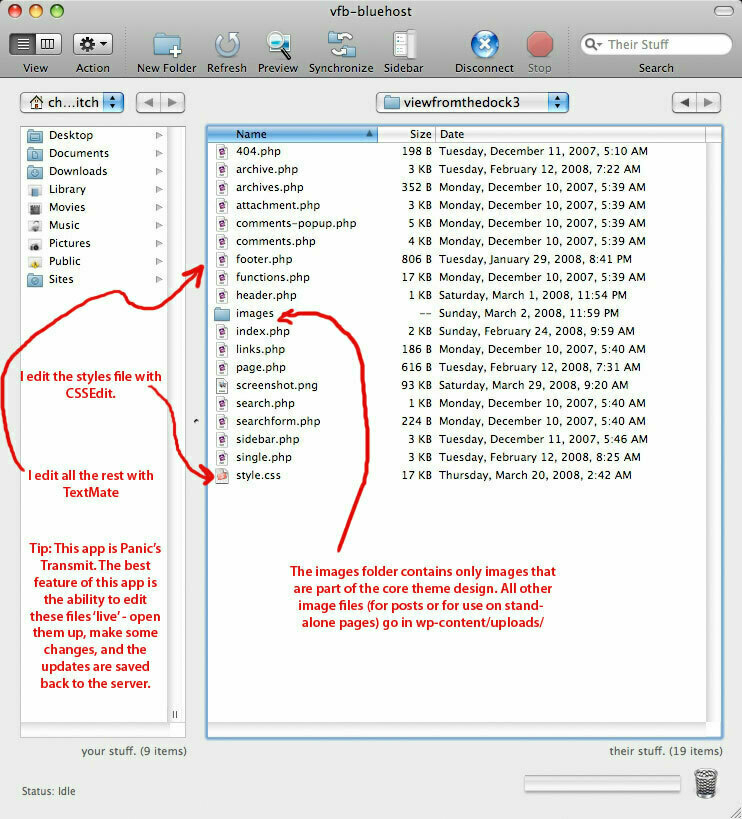 vfb-bluehost
View Action New Folder Refresh Preview Synchronize Sidebar Disconnect Stop Search
Their Stuff
ch...itch
viewfromthedock3
Desktop
Documents
Downloads
Library
Movies
Music
Pictures
Public
Sites
Name Size Date
404.php 198 B Tuesday, December 11, 2007, 5:10 AM
archive.php 3 KB Tuesday, February 12, 2008, 7:22 AM
archives.php 352 B Monday, December 10, 2007, 5:39 AM
attachment.php 3 KB Monday, December 10, 2007, 5:39 AM
comments-popup.php 5 KB Monday, December 10, 2007, 5:39 AM
comments.php 4 KB Monday, December 10, 2007, 5:39 AM
footer.php 806 B Tuesday, January 29, 2008, 8:41 PM
functions.php 17 KB Monday, December 10, 2007, 5:39 AM
header.php 1 KB Saturday, March 1, 2008, 11:54 PM
images -- Sunday, March 2, 2008, 11:59 PM
index.php 2 KB Sunday, February 24, 2008, 9:59 AM
links.php 186 B Monday, December 10, 2007, 5:40 AM
page.php 616 B Tuesday, February 12, 2008, 7:31 AM
screenshot.png 93 KB Saturday, March 29, 2008, 9:20 AM
search.php 1 KB Monday, December 10, 2007, 5:40 AM
searchform.php 224 B Monday, December 10, 2007, 5:40 AM
sidebar.php 3 KB Tuesday, December 11, 2007, 5:46 AM
single.php 3 KB Tuesday, February 12, 2008, 8:25 AM
style.css 17 KB Thursday, March 20, 2008, 2:42 AM
I edit the styles file with
CSSEdit.
I edit all the rest with
TextMate
Tip: This app is Panic's
Transmit. The best
feature of this app is
the ability to edit
these files 'live' - open
them up, make some
changes, and the
updates are saved
back to the server.
The images folder contains only images that
are part of the core theme design. All other
image files (for posts or for use on stand-
alone pages) go in wp-content/uploads/
your stuff. (9 items)
their stuff. (19 items)
Status: Idle